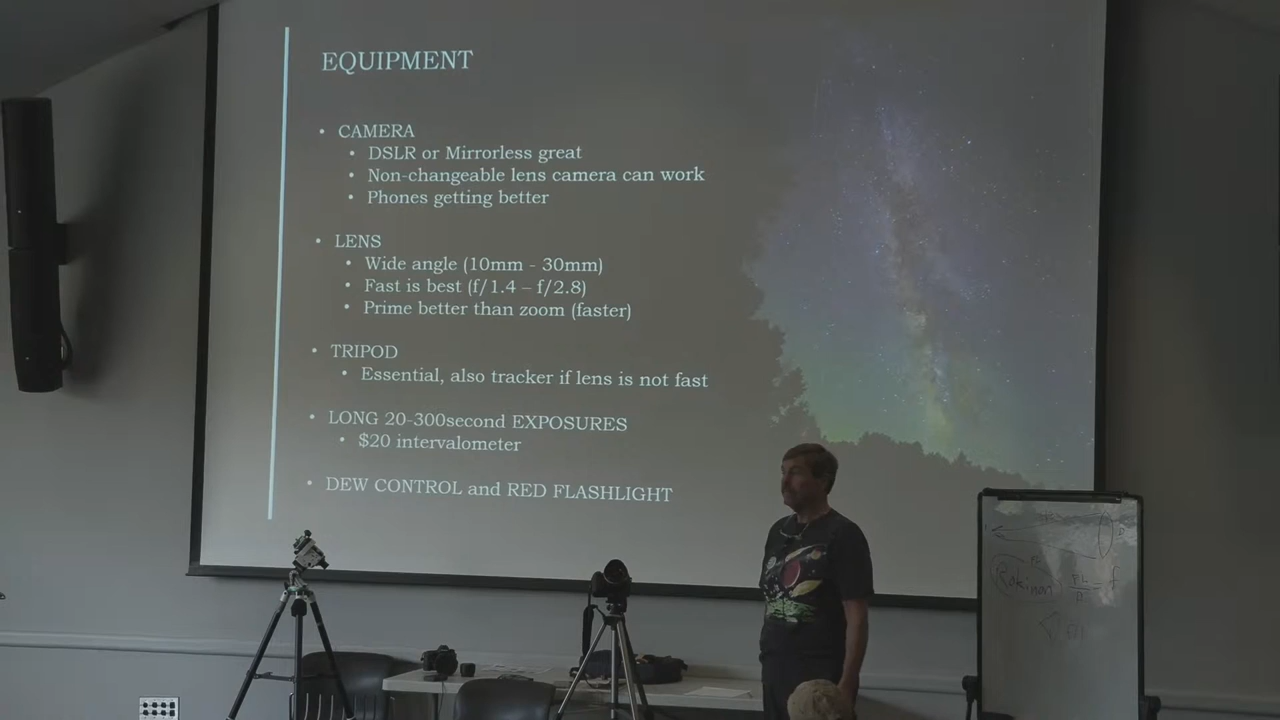 EQUIPMENT
• CAMERA
• DSLR or Mirrorless great
• Non-changeable lens camera can work
• Phones getting better
• LENS
• Wide angle (10mm - 30mm)
• Fast is best (f/1.4 – f/2.8)
• Prime better than zoom (faster)
• TRIPOD
• Essential, also tracker if lens is not fast
• LONG 20-300second EXPOSURES
• $20 intervalometer
• DEW CONTROL and RED FLASHLIGHT
Rokinon FL/D = f